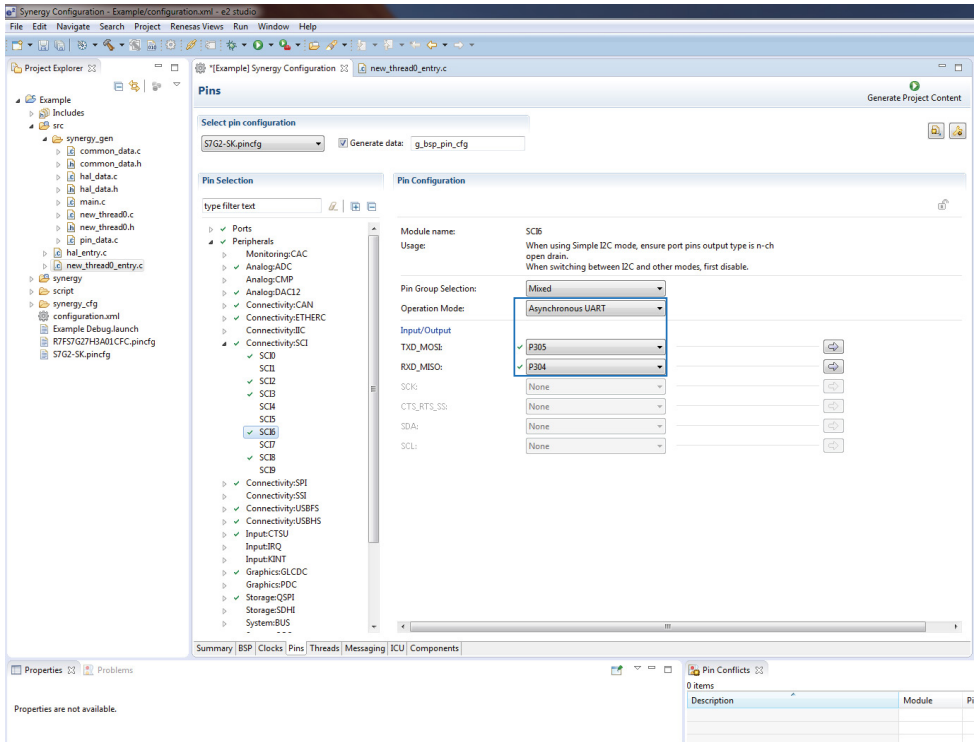 Synergy Configuration - Example/configuration.xml - e2 studio
File Edit Navigate Search Project Renesas Views Run Window Help
Project Explorer
Example
Includes
src
synergy_gen
common_data.c
common_data.h
hal_data.c
hal_data.h
main.c
new_thread0.c
new_thread0.h
pin_data.c
hal_entry.c
new_thread0_entry.c
synergy
script
synergy_cfg
configuration.xml
Example Debug.launch
R7FS7G27H3A01CFC.pincfg
S7G2-SK.pincfg
*[Example] Synergy Configuration
new_thread0_entry.c
Pins
Generate Project Content
Select pin configuration
S7G2-SK.pincfg
Generate data: g_bsp_pin_cfg
Pin Selection
type filter text
Ports
Peripherals
Monitoring:CAC
Analog:ADC
Analog:CMP
Analog:DAC12
Connectivity:CAN
Connectivity:ETHERC
Connectivity:IIC
Connectivity:SCI
SCI0
SCI1
SCI2
SCI3
SCI4
SCI5
SCI6
SCI7
SCI8
SCI9
Connectivity:SPI
Connectivity:SSI
Connectivity:USBFS
Connectivity:USBHS
Input:CTSU
Input:IRQ
Input:KINT
Graphics:GLCDC
Graphics:PDC
Storage:QSPI
Storage:SDHI
System:BUS
Pin Configuration
Module name: SCI6
Usage: When using Simple I2C mode, ensure port pins output type is n-ch
open drain.
When switching between I2C and other modes, first disable.
Pin Group Selection: Mixed
Operation Mode: Asynchronous UART
Input/Output
TXD_MOSI: P305
RXD_MISO: P304
SCK: None
CTS_RTS_SS: None
SDA: None
SCL: None
Summary BSP Clocks Pins Threads Messaging ICU Components
Properties Problems
Properties are not available.
Pin Conflicts
0 items
Description Module Pi